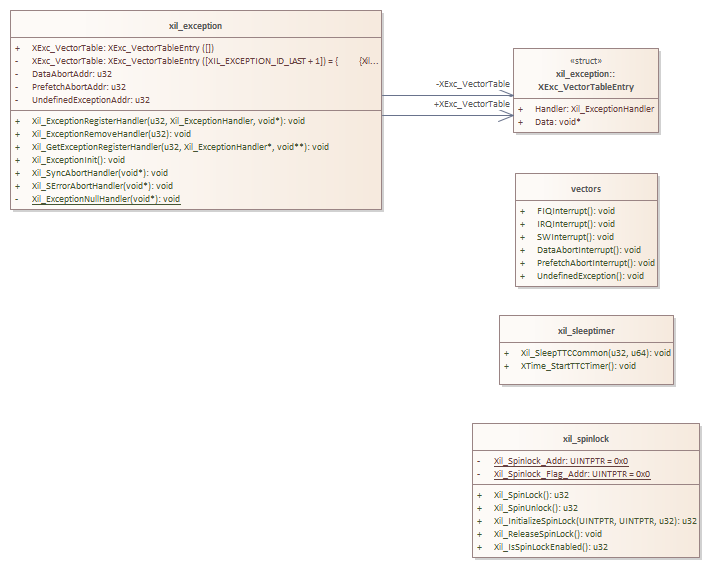 xil_exception
+ XExc_VectorTable: XExc_VectorTableEntry ([])
- XExc_VectorTable: XExc_VectorTableEntry ([XIL_EXCEPTION_ID_LAST + 1]) = { {Xil...
- DataAbortAddr: u32
- PrefetchAbortAddr: u32
- UndefinedExceptionAddr: u32
+ Xil_ExceptionRegisterHandler(u32, Xil_ExceptionHandler, void*): void
+ Xil_ExceptionRemoveHandler(u32): void
+ Xil_GetExceptionRegisterHandler(u32, Xil_ExceptionHandler*, void**): void
+ Xil_ExceptionInit(): void
+ Xil_SyncAbortHandler(void*): void
+ Xil_SErrorAbortHandler(void*): void
- Xil_ExceptionNullHandler(void*): void
-XExc_VectorTable
+XExc_VectorTable
«struct»
xil_exception::
XExc_VectorTableEntry
+ Handler: Xil_ExceptionHandler
+ Data: void*
vectors
+ FIQInterrupt(): void
+ IRQInterrupt(): void
+ SWInterrupt(): void
+ DataAbortInterrupt(): void
+ PrefetchAbortInterrupt(): void
+ UndefinedException(): void
xil_sleeptimer
+ Xil_SleepTTCCommon(u32, u64): void
+ XTime_StartTTCTimer(): void
xil_spinlock
- Xil_Spinlock_Addr: UINTPTR = 0x0
- Xil_Spinlock_Flag_Addr: UINTPTR = 0x0
+ Xil_SpinLock(): u32
+ Xil_SpinUnlock(): u32
+ Xil_InitializeSpinLock(UINTPTR, UINTPTR, u32): u32
+ Xil_ReleaseSpinLock(): void
+ Xil_IsSpinLockEnabled(): u32